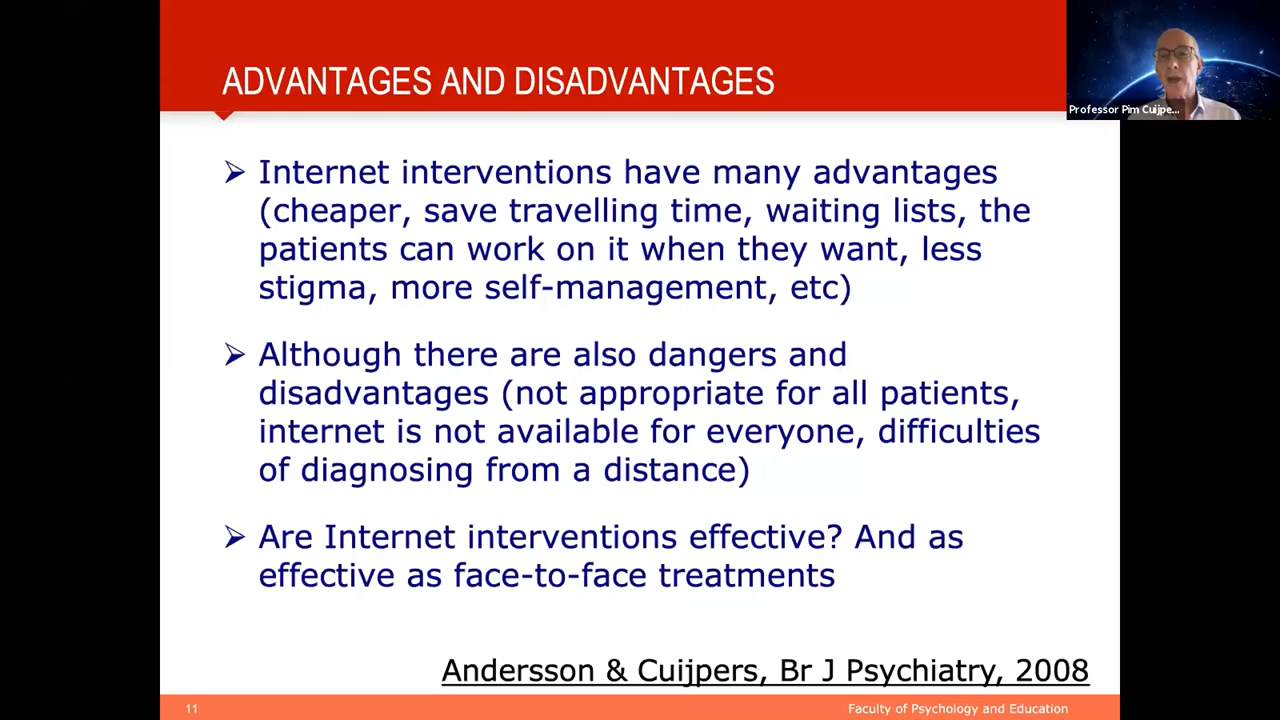 ADVANTAGES AND DISADVANTAGES
Professor Pim Cuijpe...
➢ Internet interventions have many advantages
(cheaper, save travelling time, waiting lists, the
patients can work on it when they want, less
stigma, more self-management, etc)
➢ Although there are also dangers and
disadvantages (not appropriate for all patients,
internet is not available for everyone, difficulties
of diagnosing from a distance)
➢ Are Internet interventions effective? And as
effective as face-to-face treatments
Andersson & Cuijpers, Br J Psychiatry, 2008
11
Faculty of Psychology and Education